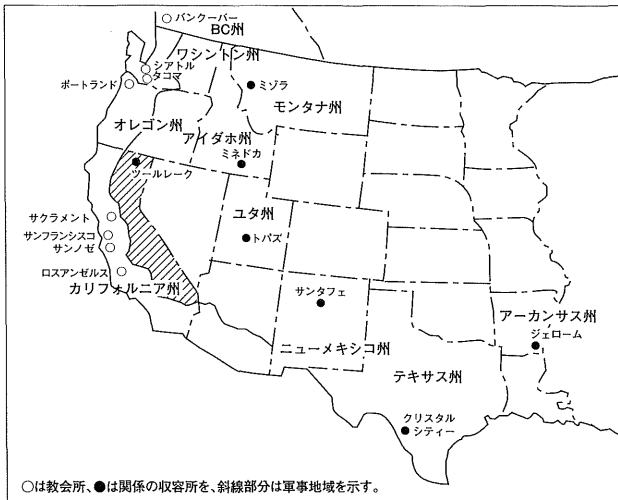 バンクーバー
BC州
ワシントン州
シアトル
タコマ
ポートランド
ミゾラ
モンタナ州
オレゴン州
アイダホ州
ミネドカ
ツールレーク
サクラメント
サンフランシスコ
サンノゼ
ユタ州
トパズ
ロスアンゼルス
カリフォルニア州
サンタフェ
アーカンサス州
ジェローム
ニューメキシコ州
テキサス州
クリスタル
シティー
○は教会所、●は関係の収容所を、斜線部分は軍事地域を示す。